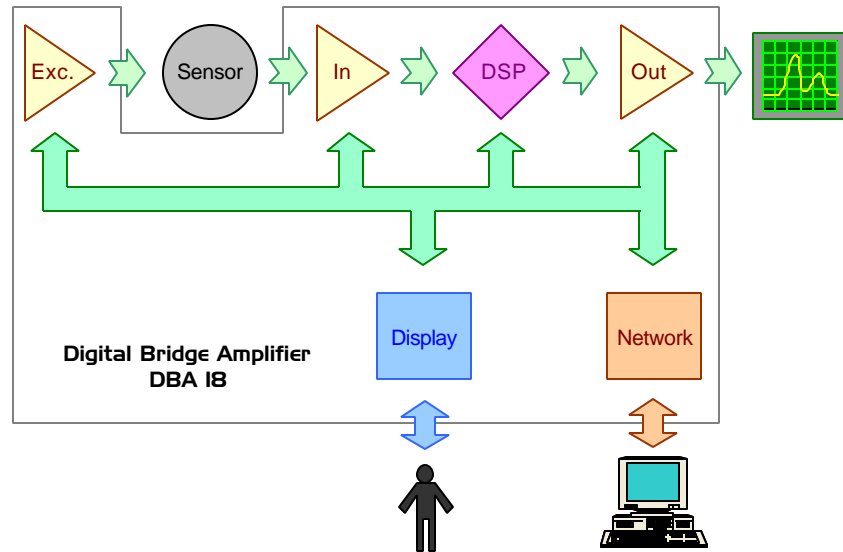 Exc.
Sensor
In
DSP
Out
Display
Network
Digital Bridge Amplifier
DBA 18